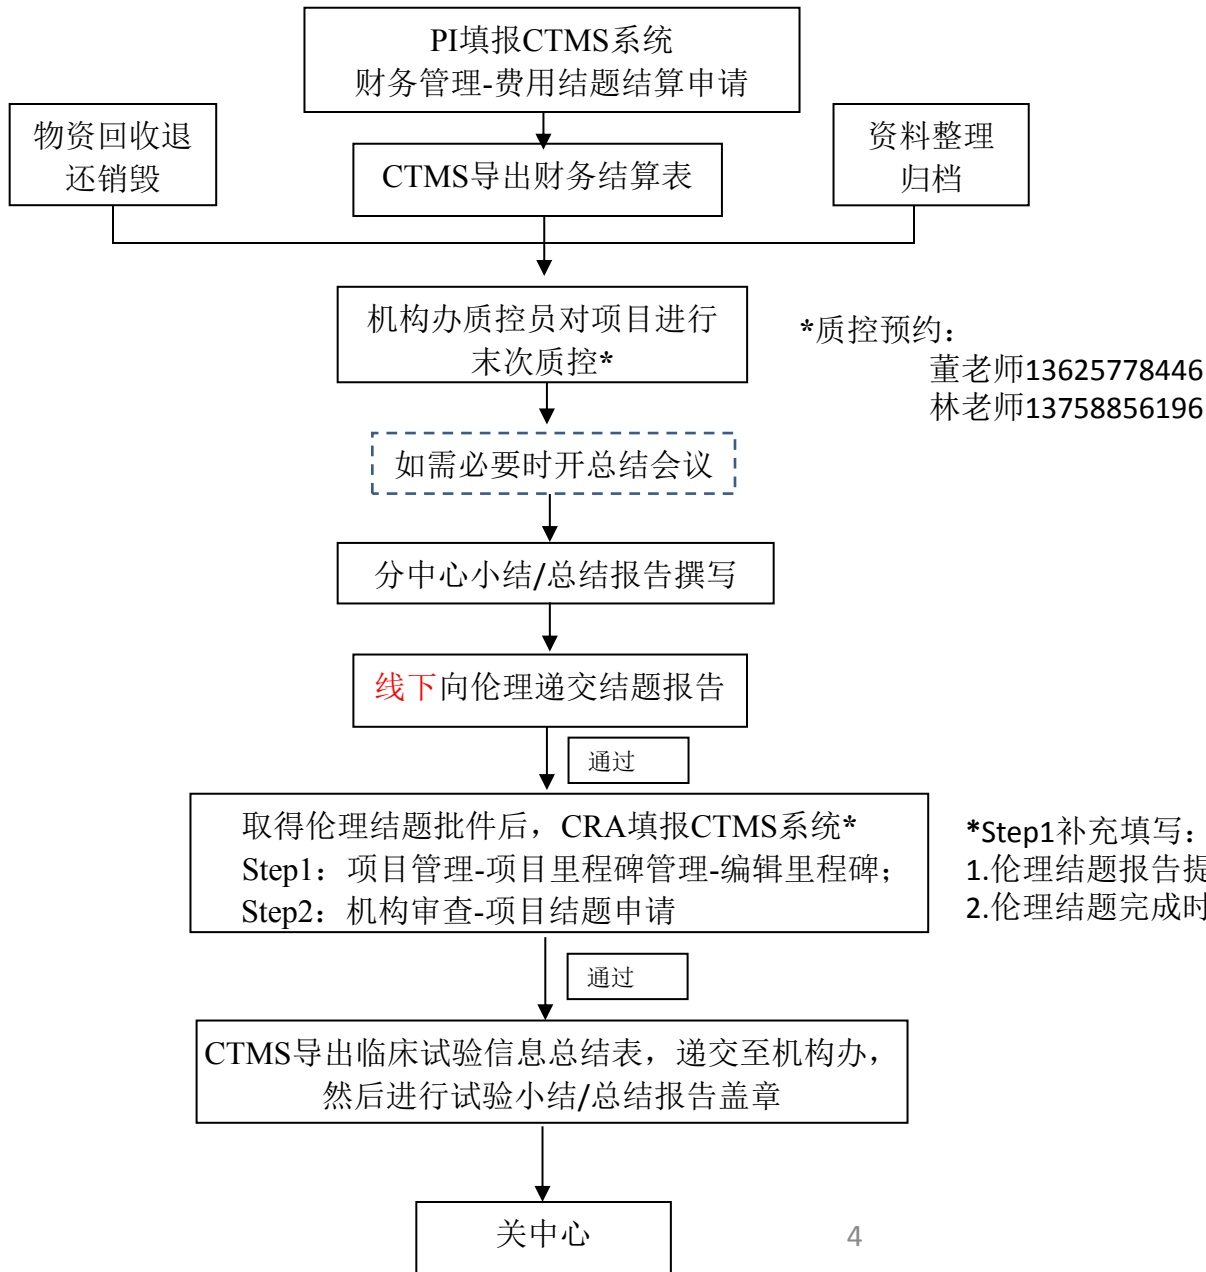 PI填报CTMS系统
财务管理-费用结题结算申请
物资回收退
还销毁
CTMS导出财务结算表
资料整理
归档
机构办质控员对项目进行
末次质控*
*质控预约：
董老师13625778446
林老师13758856196
如需必要时开总结会议
分中心小结/总结报告撰写
线下向伦理递交结题报告
通过
取得伦理结题批件后，CRA填报CTMS系统*
Step1：项目管理-项目里程碑管理-编辑里程碑；
Step2：机构审查-项目结题申请
*Step1补充填写：
1.伦理结题报告提
2.伦理结题完成时
通过
CTMS导出临床试验信息总结表，递交至机构办，
然后进行试验小结/总结报告盖章
关中心
4